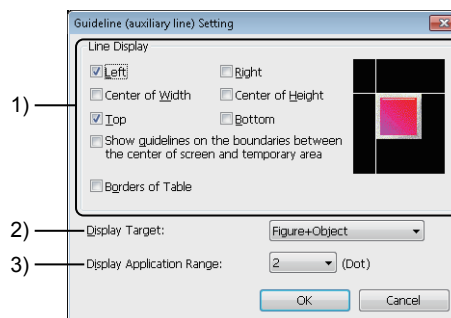 Guideline (auxiliary line) Setting
Line Display
1)
Left
Right
Center of Width
Center of Height
Top
Bottom
Show guidelines on the boundaries between
the center of screen and temporary area
Borders of Table
2)
Display Target:
Figure+Object
3)
Display Application Range:
2
(Dot)
OK
Cancel